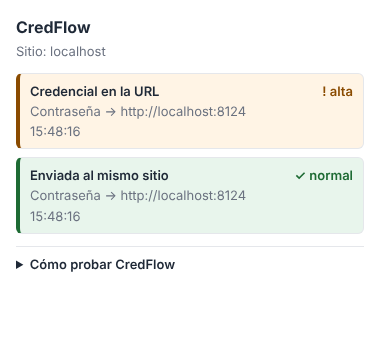 CredFlow
Sitio: localhost
Credencial en la URL ! alta
Contraseña → http://localhost:8124
15:48:16
Enviada al mismo sitio ✓ normal
Contraseña → http://localhost:8124
15:48:16
▶ Cómo probar CredFlow